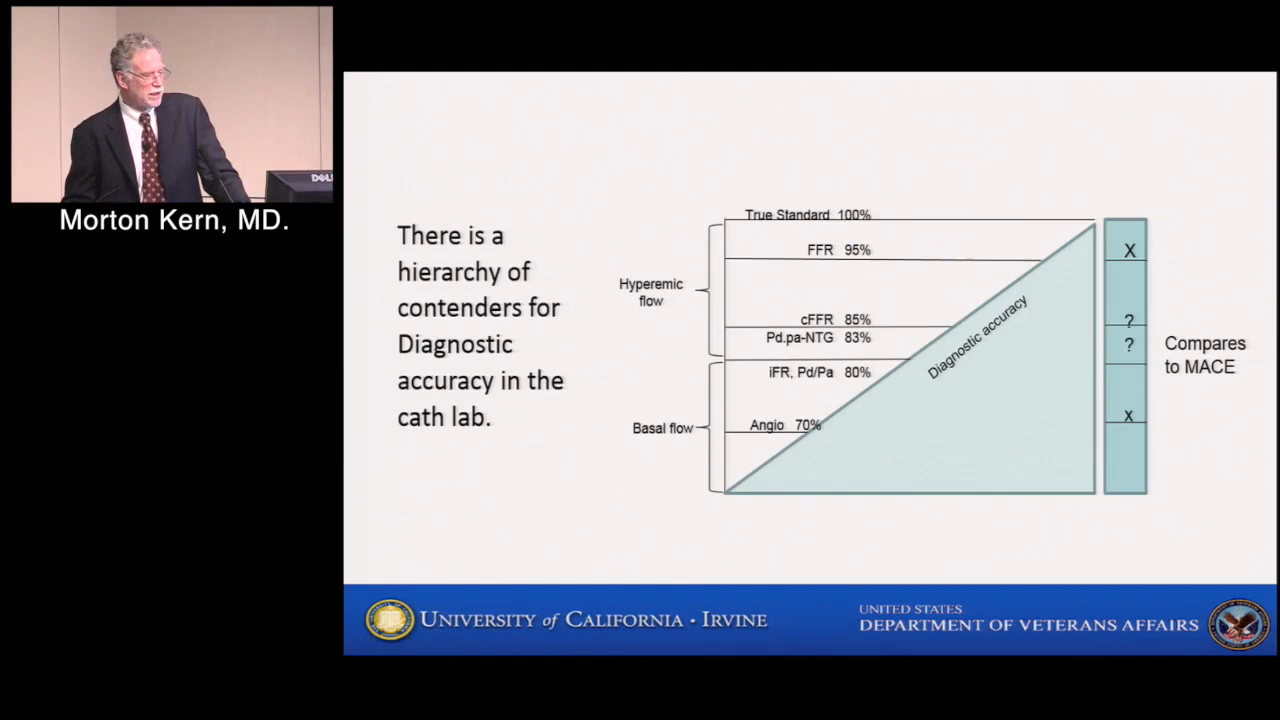 DELL
Morton Kern, MD.
There is a
hierarchy of
contenders for
Diagnostic
accuracy in the
cath lab.
True Standard 100%
FFR 95%
Hyperemic
flow
cFFR 85%
Pd.pa-NTG 83%
iFR, Pd/Pa 80%
Basal flow
Angio 70%
Diagnostic accuracy
X
?
?
x
Compares
to MACE
UNIVERSITY of CALIFORNIA · IRVINE
UNITED STATES
DEPARTMENT OF VETERANS AFFAIRS